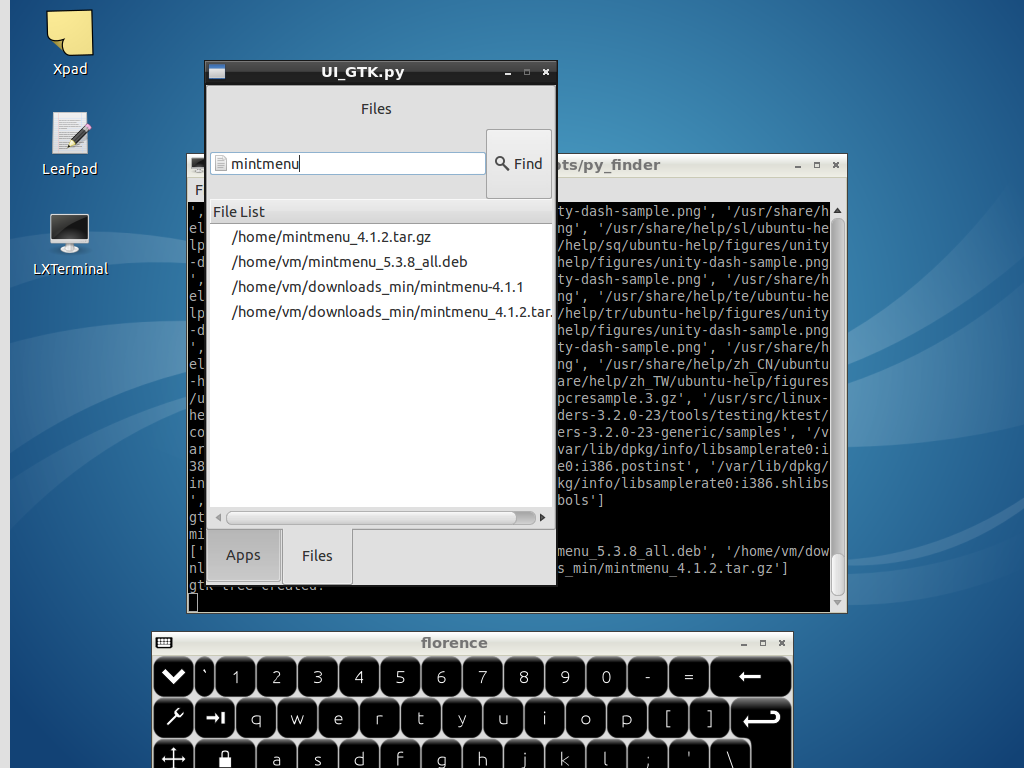 Xpad
Leafpad
LXTerminal
UI_GTK.py
Files
mintmenu
Find
File List
/home/mintmenu_4.1.2.tar.gz
/home/vm/mintmenu_5.3.8_all.deb
/home/vm/downloads_min/mintmenu-4.1.1
/home/vm/downloads_min/mintmenu_4.1.2.tar.
Apps
Files
ots/py_finder
F
', ity-dash-sample.png', '/usr/share/h
el ng', '/usr/share/help/sl/ubuntu-he
lp /help/sq/ubuntu-help/figures/unity
-d help/figures/unity-dash-sample.png
', ity-dash-sample.png', '/usr/share/h
el ng', '/usr/share/help/te/ubuntu-he
lp /help/tr/ubuntu-help/figures/unity
-d help/figures/unity-dash-sample.png
', ity-dash-sample.png', '/usr/share/h
el ng', '/usr/share/help/zh_CN/ubuntu
-h are/help/zh_TW/ubuntu-help/figures
/u pcresample.3.gz', '/usr/src/linux-
he ders-3.2.0-23/tools/testing/ktest/
co ers-3.2.0-23-generic/samples', '/v
ar var/lib/dpkg/info/libsamplerate0:i
38 e0:i386.postinst', '/var/lib/dpkg/
in kg/info/libsamplerate0:i386.shlibs
', bols']
gt
mi
[' menu_5.3.8_all.deb', '/home/vm/dow
nl s_min/mintmenu_4.1.2.tar.gz']
gtk tree created!
florence
` 1 2 3 4 5 6 7 8 9 0 - =
q w e r t y u i o p [ ]
a s d f g h j k l ; ' \